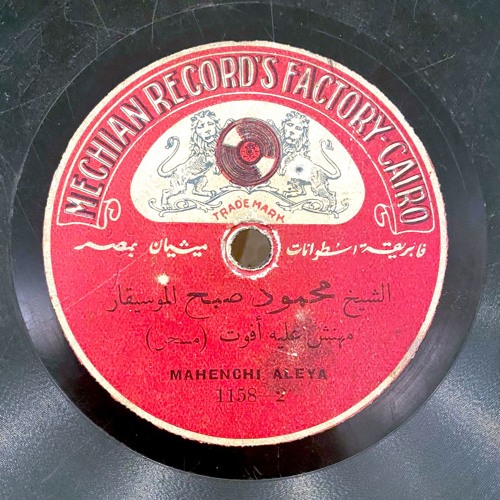 MECHIAN RECORD'S FACTORY-CAIRO
TRADE MARK
فابريقة اسطوانات ميشيان بمصر
الشيخ محمود صبح الموسيقار
مهنش عليه أفوت
MAHENCHI ALEYA
1158 2